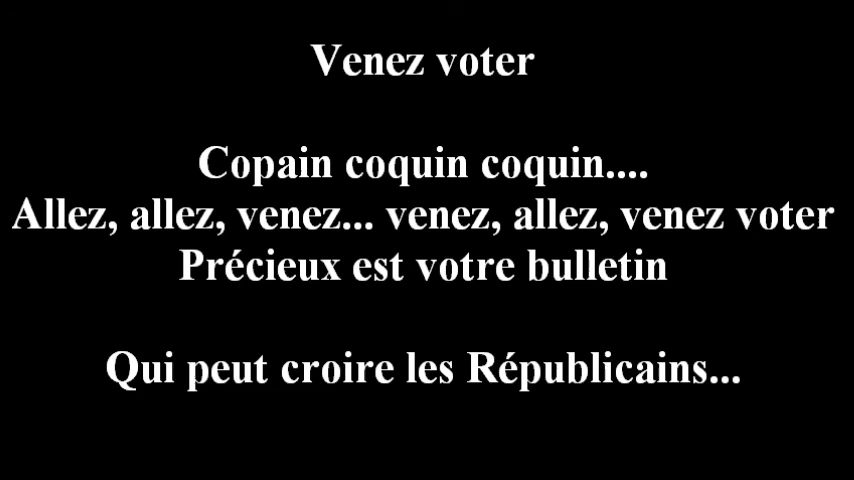 Venez voter
Copain coquin coquin....
Allez, allez, venez... venez, allez, venez voter
Précieux est votre bulletin
Qui peut croire les Républicains...